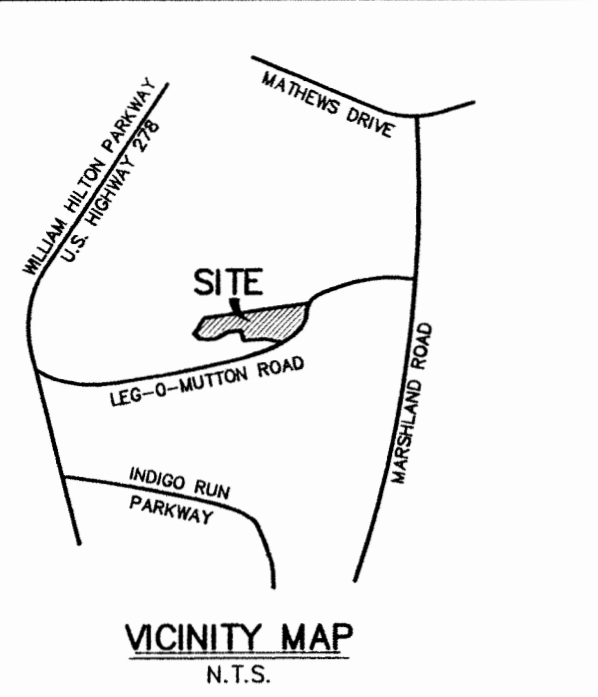 MATHEWS DRIVE
WILLIAM HILTON PARKWAY
U.S. HIGHWAY 278
SITE
LEG-O-MUTTON ROAD
MARSHLAND ROAD
INDIGO RUN
PARKWAY
VICINITY MAP
N.T.S.